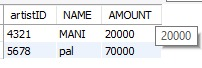 artistID NAME AMOUNT
4321 MANI 20000
5678 pal 70000
20000